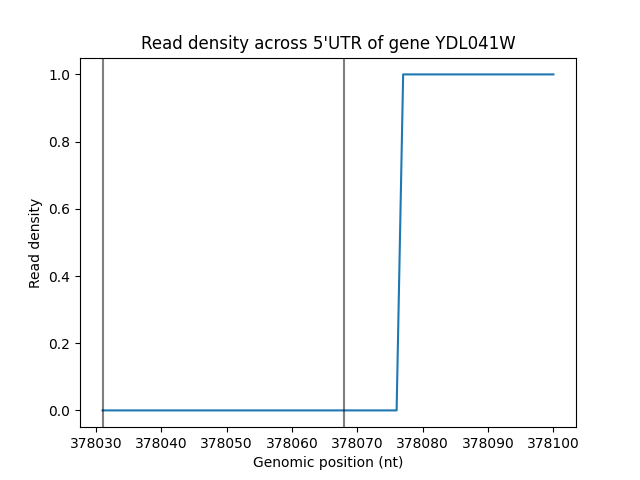 Read density across 5'UTR of gene YDL041W
1.0
0.8
0.6
0.4
0.2
0.0
Read density
378030 378040 378050 378060 378070 378080 378090 378100
Genomic position (nt)